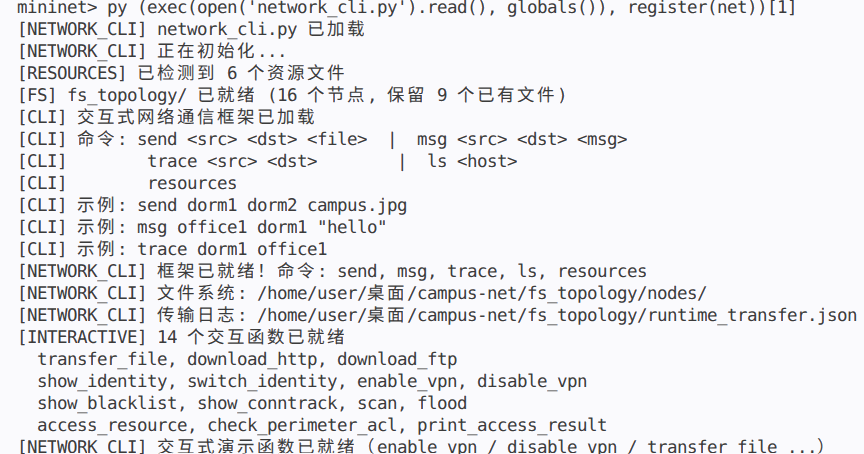 mininet> py (exec(open('network_cli.py').read(), globals()), register(net))[1]
[NETWORK_CLI] network_cli.py 已加载
[NETWORK_CLI] 正在初始化...
[RESOURCES] 已检测到 6 个资源文件
[FS] fs_topology/ 已就绪 (16 个节点, 保留 9 个已有文件)
[CLI] 交互式网络通信框架已加载
[CLI] 命令: send <src> <dst> <file>  |  msg <src> <dst> <msg>
[CLI]       trace <src> <dst>        |  ls <host>
[CLI]       resources
[CLI] 示例: send dorm1 dorm2 campus.jpg
[CLI] 示例: msg office1 dorm1 "hello"
[CLI] 示例: trace dorm1 office1
[NETWORK_CLI] 框架已就绪! 命令: send, msg, trace, ls, resources
[NETWORK_CLI] 文件系统: /home/user/桌面/campus-net/fs_topology/nodes/
[NETWORK_CLI] 传输日志: /home/user/桌面/campus-net/fs_topology/runtime_transfer.json
[INTERACTIVE] 14 个交互函数已就绪
  transfer_file, download_http, download_ftp
  show_identity, switch_identity, enable_vpn, disable_vpn
  show_blacklist, show_conntrack, scan, flood
  access_resource, check_perimeter_acl, print_access_result
[NETWORK_CLI] 交互式演示函数已就绪（enable_vpn / disable_vpn / transfer_file ...）